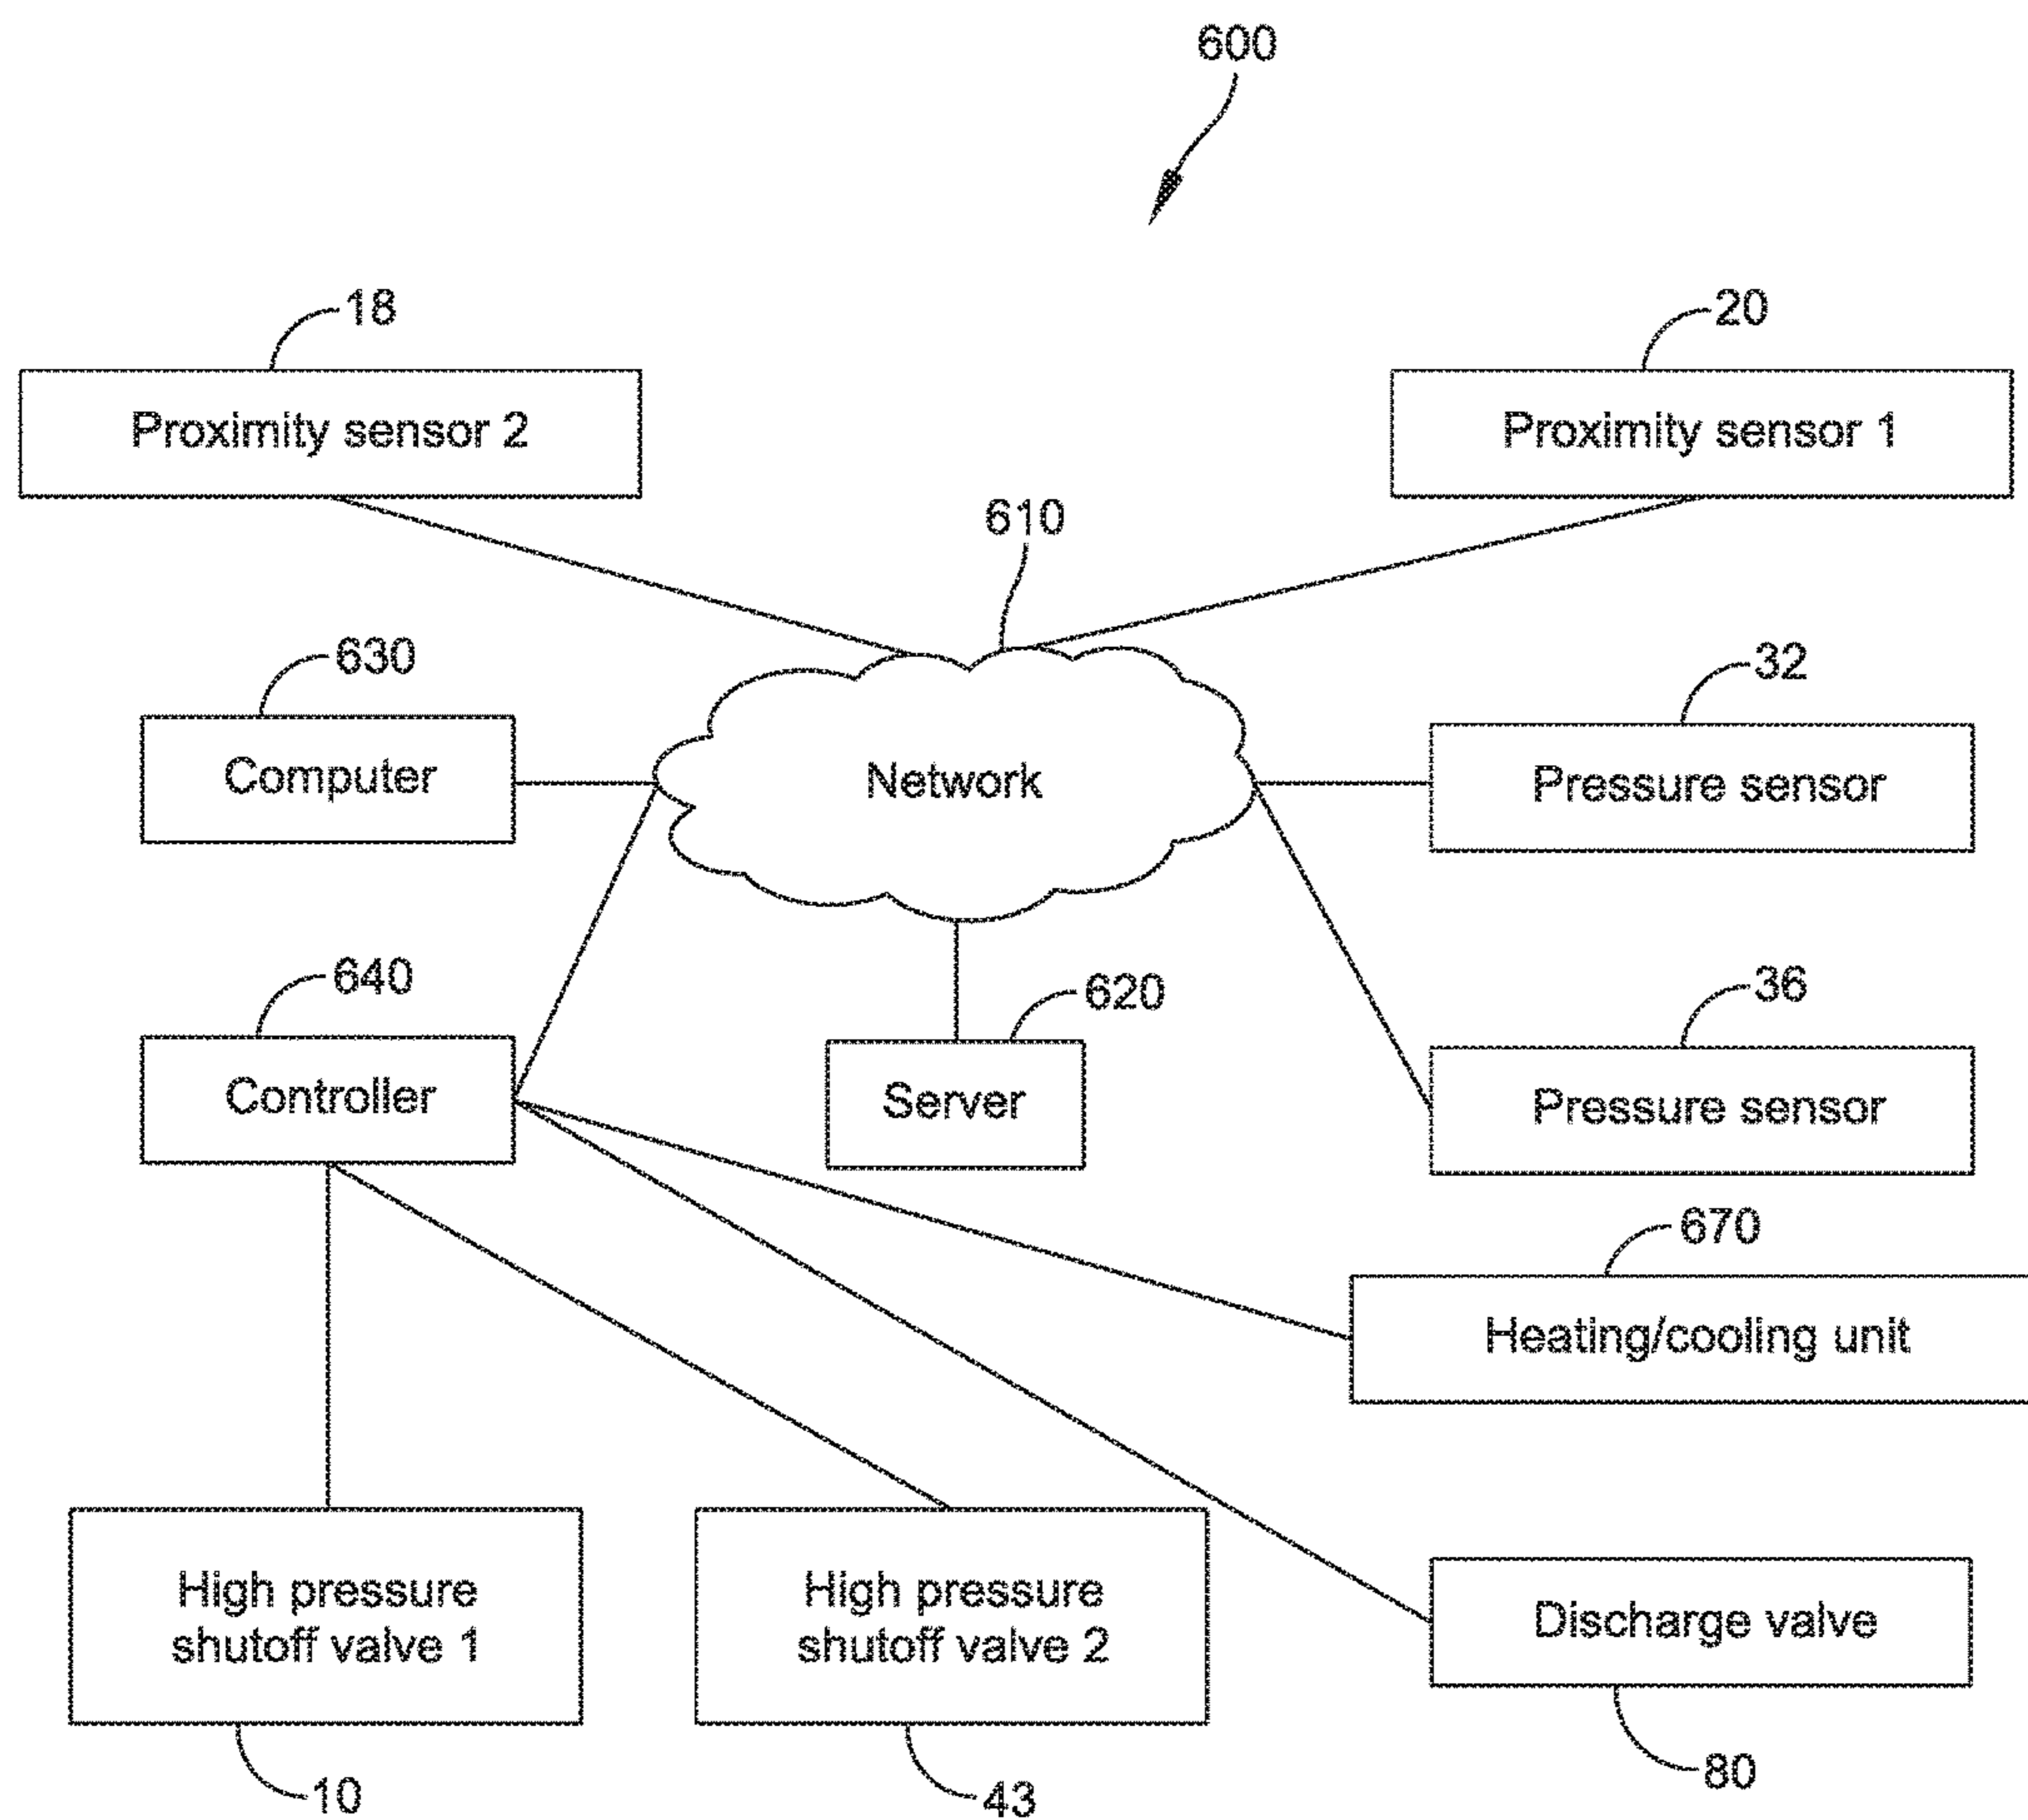 600
18
20
Proximity sensor 2
Proximity sensor 1
610
630
32
Computer
Network
Pressure sensor
640
620
36
Controller
Server
Pressure sensor
670
Heating/cooling unit
High pressure
shutoff valve 1
High pressure
shutoff valve 2
Discharge valve
10
43
80